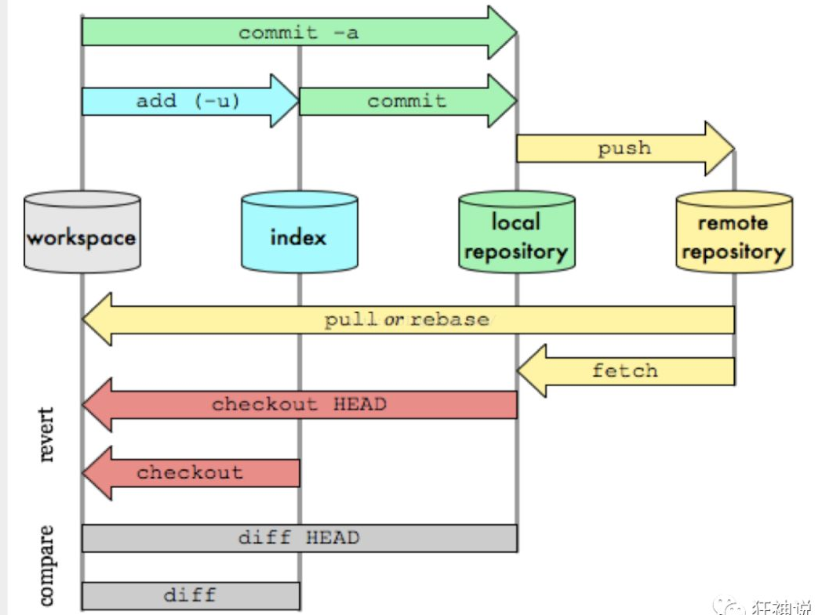 commit -a
add (-u)
commit
push
workspace
index
local
repository
remote
repository
pull or rebase
fetch
checkout HEAD
revert
checkout
diff HEAD
compare
diff
狂神说